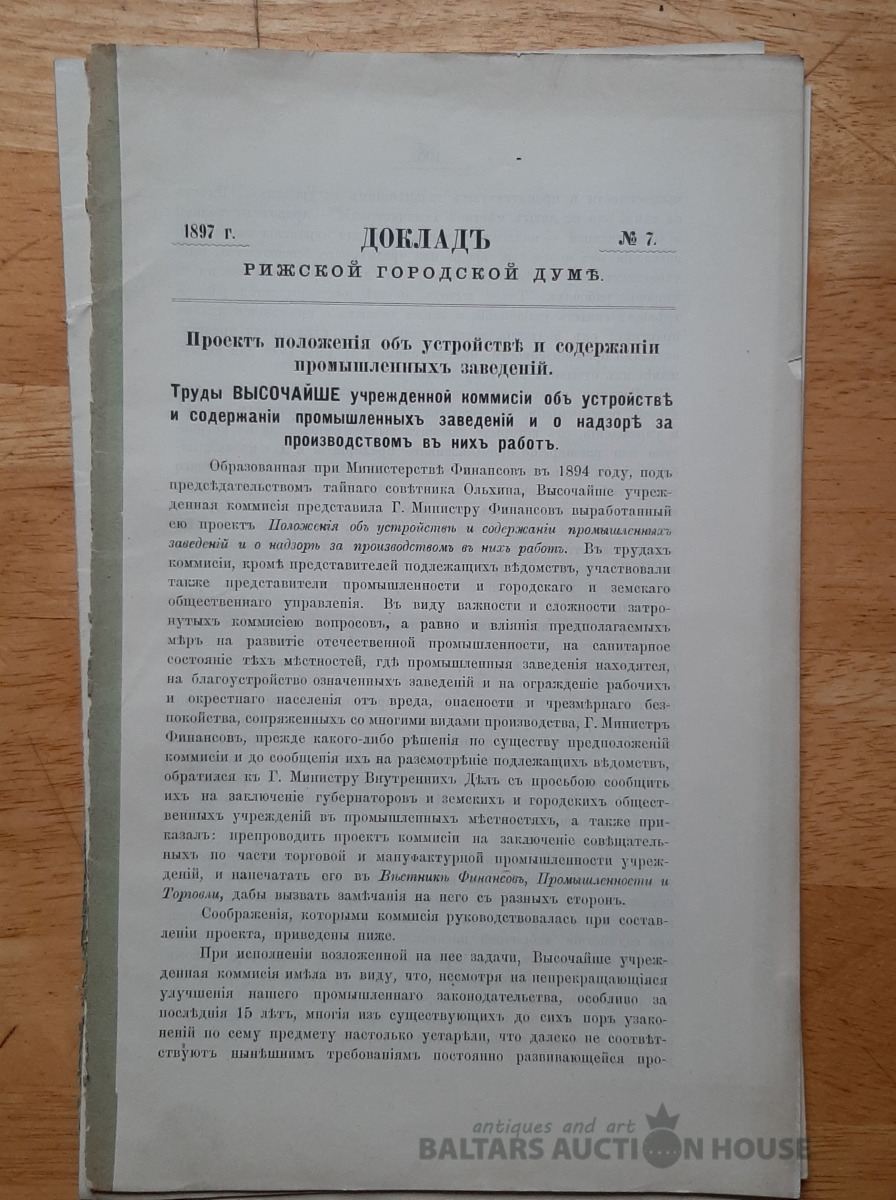 1897 г.
ДОКЛАДЪ
№ 7.
РИЖСКОЙ ГОРОДСКОЙ ДУМѢ.
Проектъ положенія объ устройствѣ и содержаніи
промышленныхъ заведеній.
Труды ВЫСОЧАЙШЕ учрежденной коммисіи объ устройствѣ
и содержаніи промышленныхъ заведеній и о надзорѣ за
производствомъ въ нихъ работъ.
Образованная при Министерствѣ Финансовъ въ 1894 году, подъ
предсѣдательствомъ тайнаго совѣтника Ольхина, Высочайше учреж-
денная коммисія представила Г. Министру Финансовъ выработанный
ею проектъ Положенія объ устройствѣ и содержаніи промышленныхъ
заведеній и о надзорѣ за производствомъ въ нихъ работъ. Въ трудахъ
коммисіи, кромѣ представителей подлежащихъ вѣдомствъ, участвовали
также представители промышленности и городскаго и земскаго
общественнаго управленія. Въ виду важности и сложности затро-
нутыхъ коммисіею вопросовъ, а равно и вліянія предполагаемыхъ
мѣръ на развитіе отечественной промышленности, на санитарное
состояніе тѣхъ мѣстностей, гдѣ промышленныя заведенія находятся,
на благоустройство означенныхъ заведеній и на огражденіе рабочихъ
и окрестнаго населенія отъ вреда, опасности и чрезмѣрнаго без-
покойства, сопряженныхъ со многими видами производства, Г. Министръ
Финансовъ, прежде какого-либо рѣшенія по существу предположеній
коммисіи и до сообщенія ихъ на разсмотрѣніе подлежащихъ вѣдомствъ,
обратился къ Г. Министру Внутреннихъ Дѣлъ съ просьбою сообщить
ихъ на заключеніе губернаторовъ и земскихъ и городскихъ общест-
венныхъ учрежденій въ промышленныхъ мѣстностяхъ, а также при-
казалъ: препроводить проектъ коммисіи на заключеніе совѣщатель-
ныхъ по части торговой и мануфактурной промышленности учреж-
деній, и напечатать его въ Вѣстникѣ Финансовъ, Промышленности и
Торговли, дабы вызвать замѣчанія на него съ разныхъ сторонъ.
Соображенія, которыми коммисія руководствовалась при состав-
леніи проекта, приведены ниже.
При исполненіи возложенной на нее задачи, Высочайше учреж-
денная коммисія имѣла въ виду, что, несмотря на непрекращающіяся
улучшенія нашего промышленнаго законодательства, особливо за
послѣднія 15 лѣтъ, многія изъ существующихъ до сихъ поръ узако-
неній по сему предмету настолько устарѣли, что далеко не соотвѣт-
ствуютъ нынѣшнимъ требованіямъ постоянно развивающейся про-
antiques and art
BALTARS AUCTION HOUSE